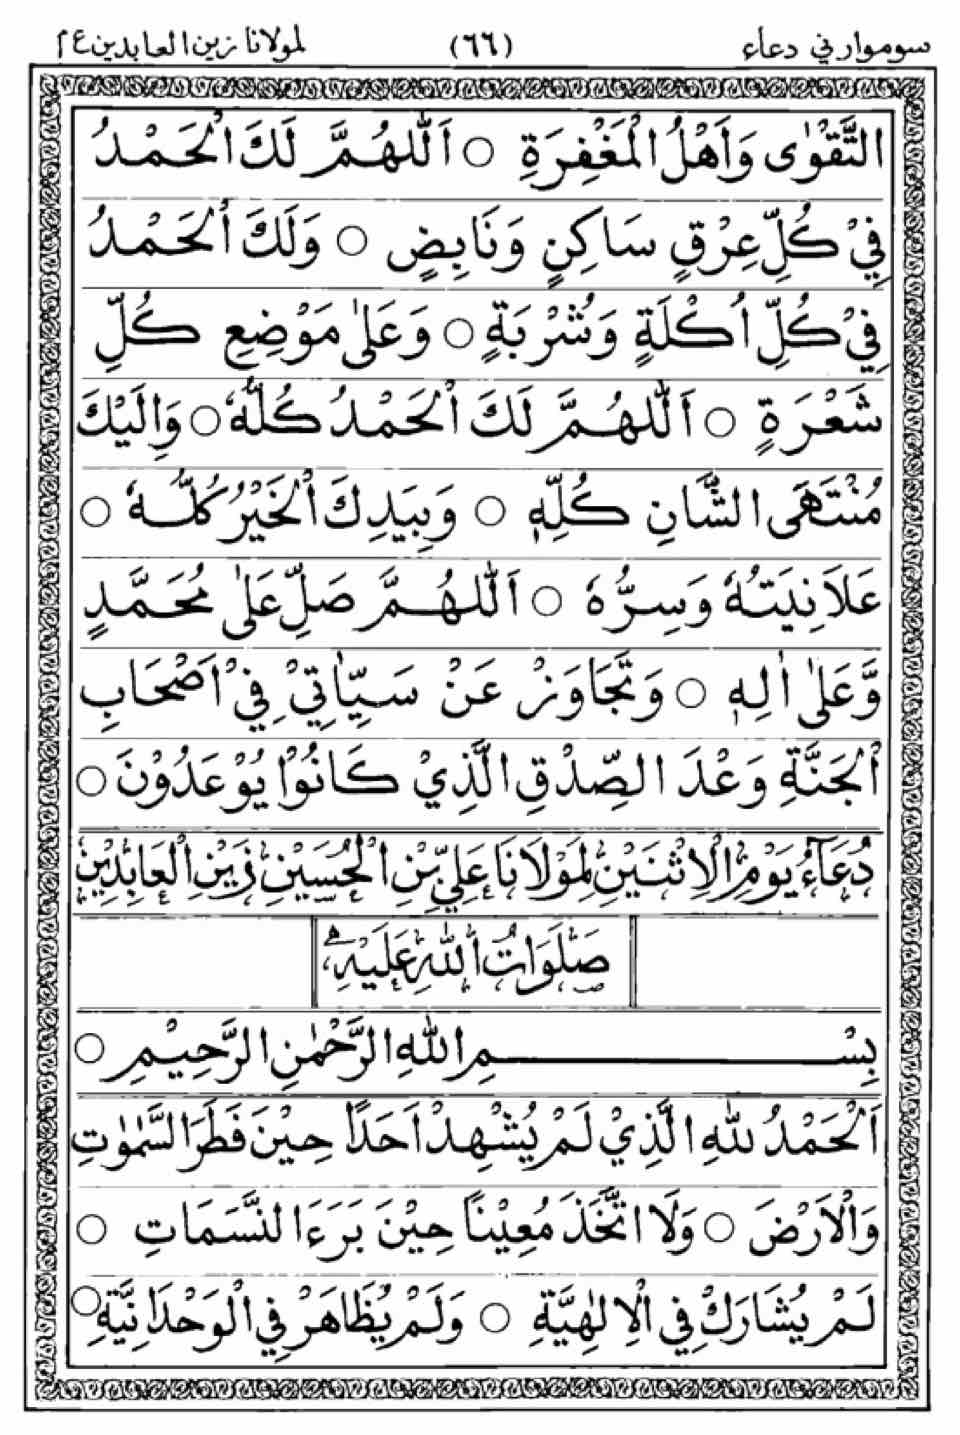 سوموار ني دعاء (٦٦) لمولانا زين العابدين ع م
التَّقْوٰى وَاَهْلُ الْمَغْفِرَةِ ○ اَللّٰهُمَّ لَكَ الْحَمْدُ
فِيْ كُلِّ عِرْقٍ سَاكِنٍ وَنَابِضٍ ○ وَلَكَ الْحَمْدُ
فِيْ كُلِّ اُكْلَةٍ وَشُرْبَةٍ ○ وَعَلٰى مَوْضِعِ كُلِّ
شَعْرَةٍ ○ اَللّٰهُمَّ لَكَ الْحَمْدُ كُلُّهٗ ○ وَاِلَيْكَ
مُنْتَهَى الشَّانِ كُلِّهٖ ○ وَبِيَدِكَ الْخَيْرُ كُلُّهٗ ○
عَلَانِيَتُهٗ وَسِرُّهٗ ○ اَللّٰهُمَّ صَلِّ عَلٰى مُحَمَّدٍ
وَّعَلٰى اٰلِهٖ ○ وَتَجَاوَزْ عَنْ سَيِّاٰتِيْ فِيْ اَصْحَابِ
الْجَنَّةِ وَعْدَ الصِّدْقِ الَّذِيْ كَانُوْا يُوْعَدُوْنَ ○
دُعَاءُ يَوْمِ الْاِثْنَيْنِ لِمَوْلَانَا عَلِيِّ بْنِ الْحُسَيْنِ زَيْنِ الْعَابِدِيْنَ
صَلَوَاتُ اللّٰهِ عَلَيْهِ
بِسْمِ اللّٰهِ الرَّحْمٰنِ الرَّحِيْمِ ○
اَلْحَمْدُ لِلّٰهِ الَّذِيْ لَمْ يُشْهِدْ اَحَدًا حِيْنَ فَطَرَ السَّمٰوٰتِ
وَالْاَرْضَ ○ وَلَا اتَّخَذَ مُعِيْنًا حِيْنَ بَرَءَ النَّسَمَاتِ ○
لَمْ يُشَارَكْ فِي الْاِلٰهِيَّةِ ○ وَلَمْ يُظَاهَرْ فِي الْوَحْدَانِيَّةِ ○